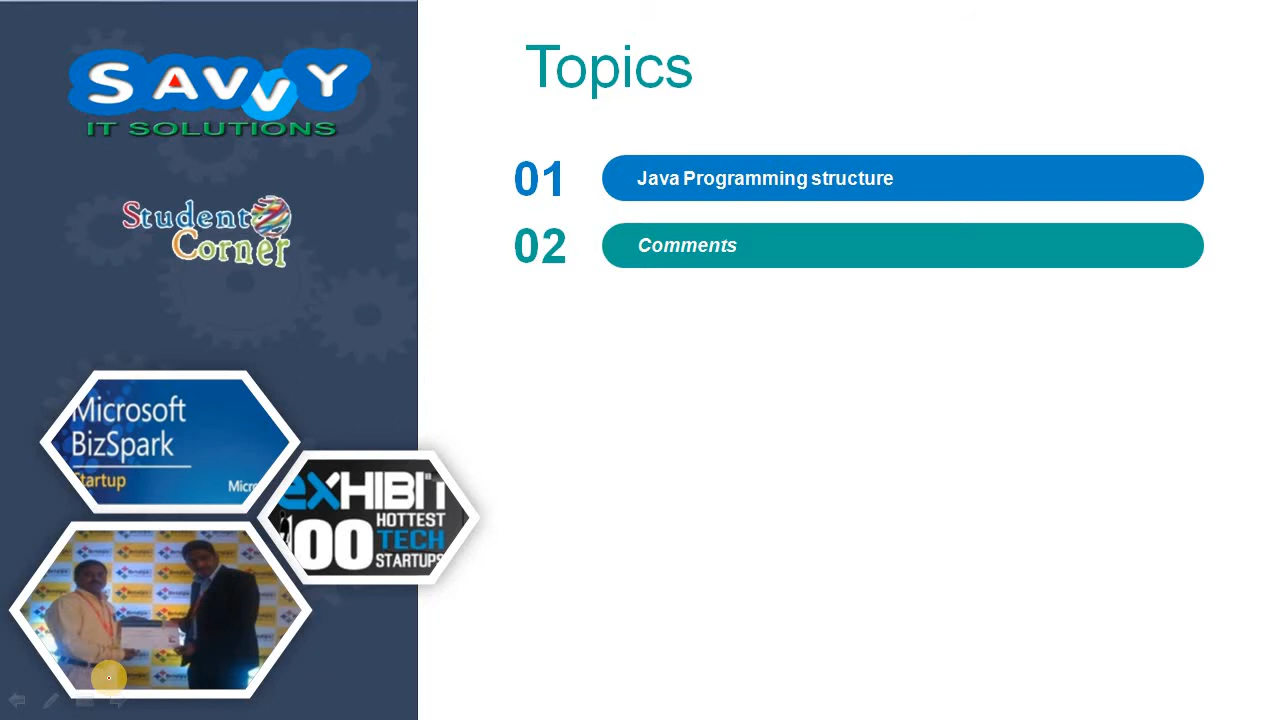 SAVVY
IT SOLUTIONS
Student
Corner
Topics
01 Java Programming structure
02 Comments
Microsoft
BizSpark
Startup
Micr
eXHIBIT
100 HOTTEST
TECH
STARTUPS